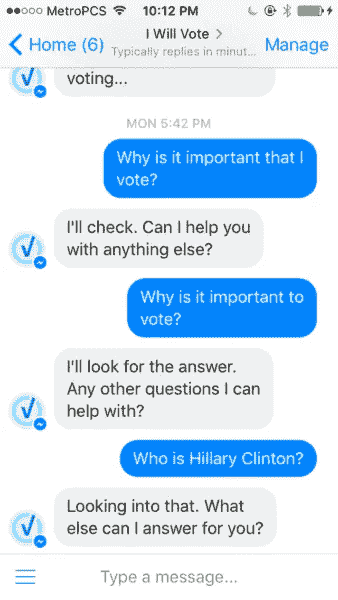 MetroPCS 10:12 PM
Home (6) I Will Vote Manage
Typically replies in minut...
voting...
MON 5:42 PM
Why is it important that I
vote?
I'll check. Can I help you
with anything else?
Why is it important to
vote?
I'll look for the answer.
Any other questions I can
help with?
Who is Hillary Clinton?
Looking into that. What
else can I answer for you?
Type a message...